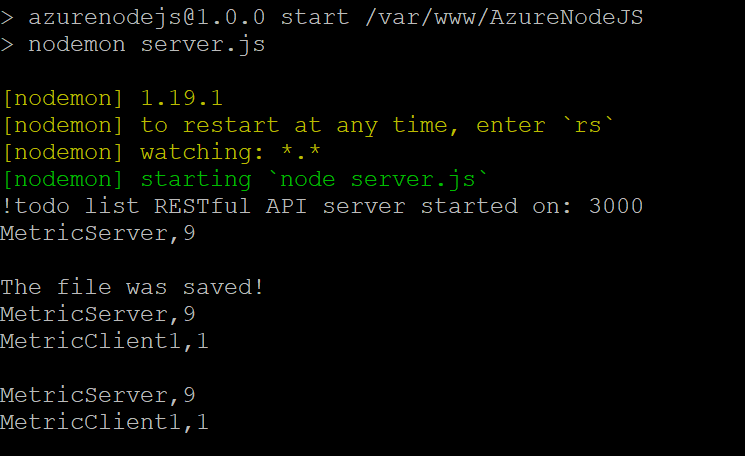 > azurenodejs@1.0.0 start /var/www/AzureNodeJS
> nodemon server.js
[nodemon] 1.19.1
[nodemon] to restart at any time, enter `rs`
[nodemon] watching: *.*
[nodemon] starting `node server.js`
!todo list RESTful API server started on: 3000
MetricServer,9
The file was saved!
MetricServer,9
MetricClient1,1
MetricServer,9
MetricClient1,1